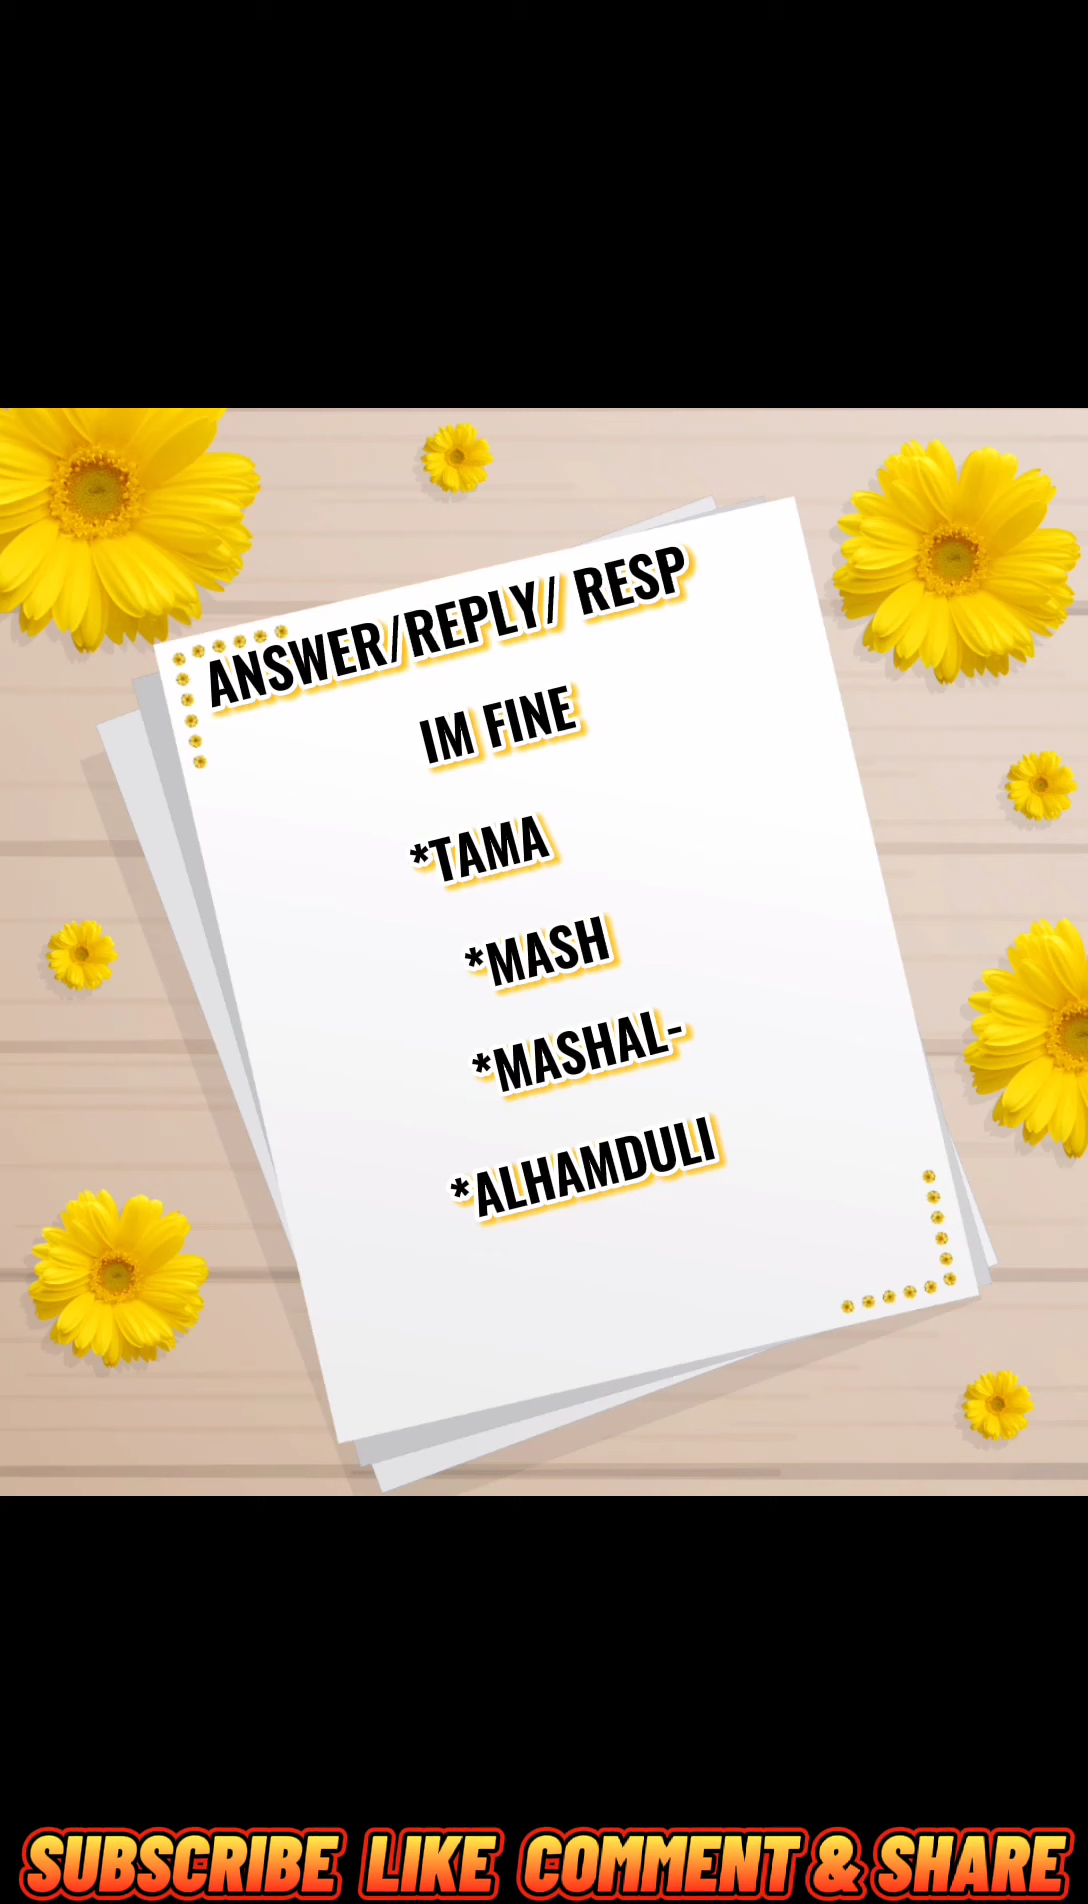 ANSWER/REPLY/ RESP
IM FINE
*TAMA
*MASH
*MASHAL-
*ALHAMDULI
SUBSCRIBE LIKE COMMENT & SHARE